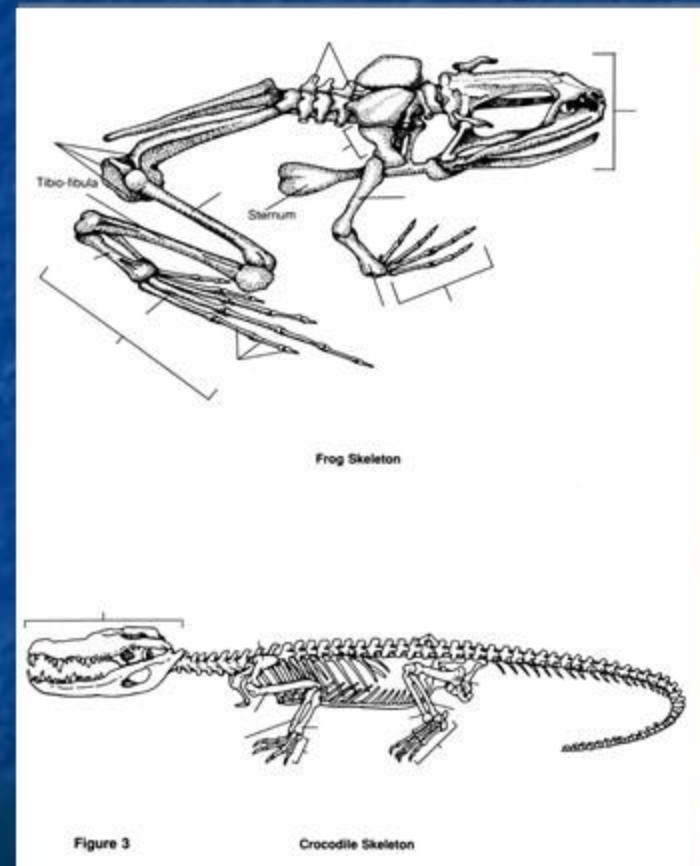 Tibio-fibula
Sternum
Frog Skeleton
Figure 3
Crocodile Skeleton